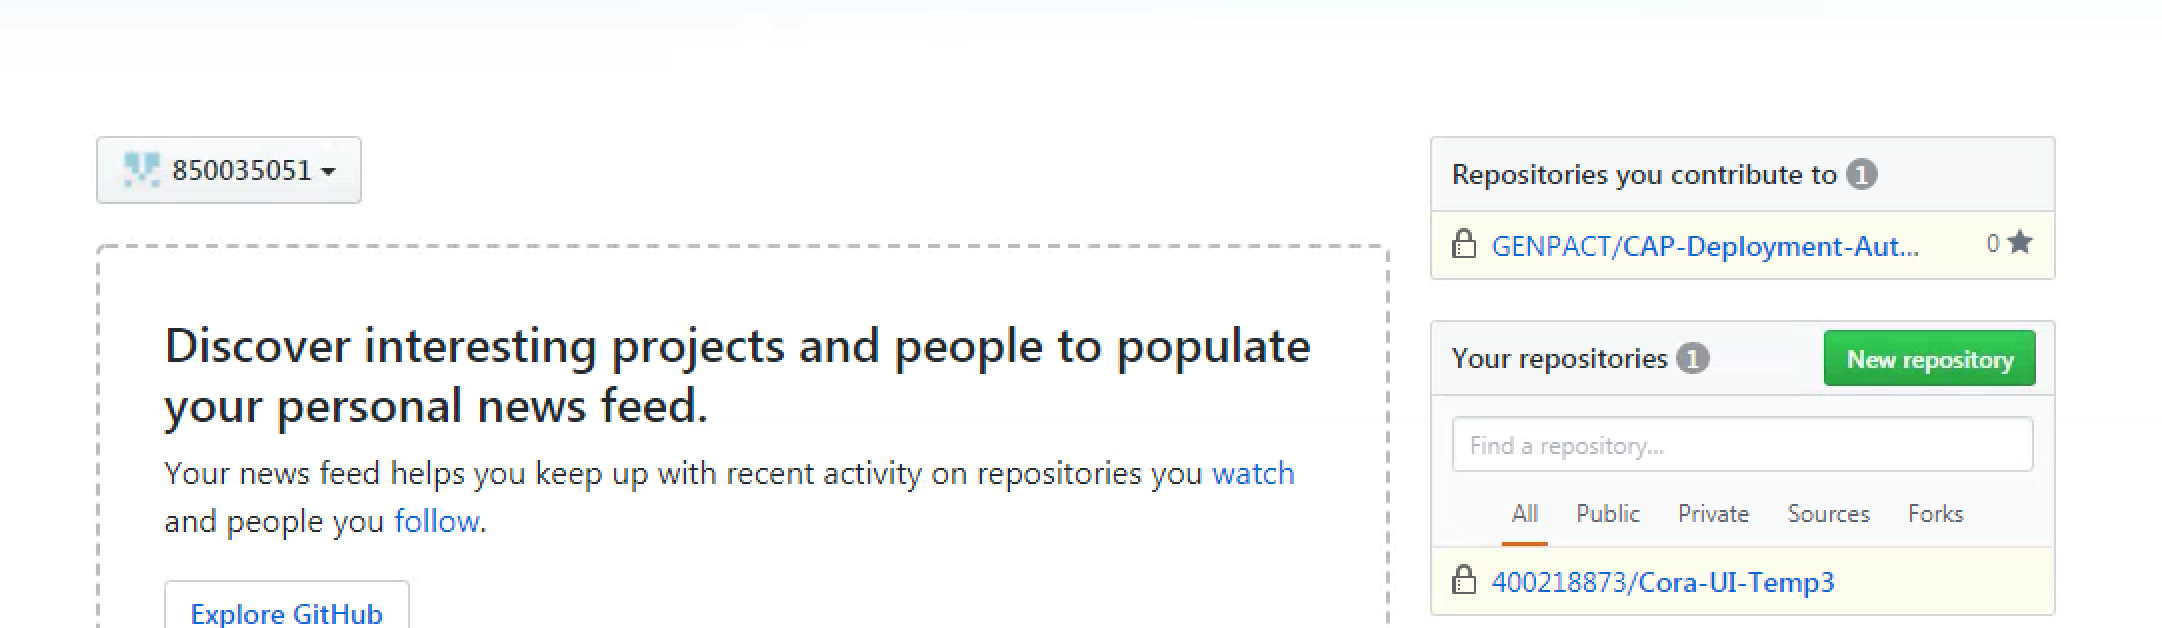 850035051
Discover interesting projects and people to populate
your personal news feed.
Your news feed helps you keep up with recent activity on repositories you watch
and people you follow.
Explore GitHub
Repositories you contribute to 1
GENPACT/CAP-Deployment-Aut... 0
Your repositories 1 New repository
Find a repository...
All Public Private Sources Forks
400218873/Cora-UI-Temp3